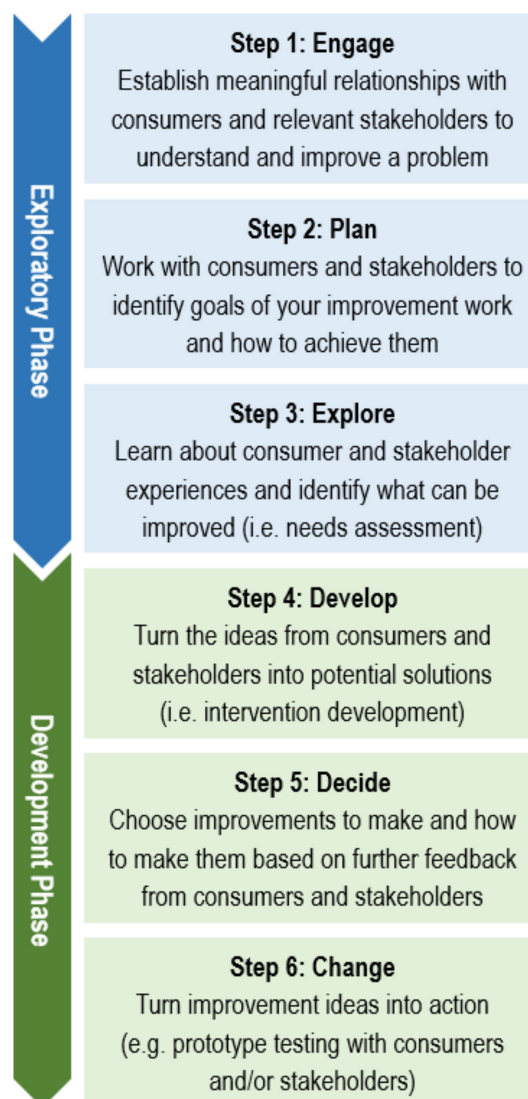 Exploratory Phase
Step 1: Engage
Establish meaningful relationships with
consumers and relevant stakeholders to
understand and improve a problem
Step 2: Plan
Work with consumers and stakeholders to
identify goals of your improvement work
and how to achieve them
Step 3: Explore
Learn about consumer and stakeholder
experiences and identify what can be
improved (i.e. needs assessment)
Development Phase
Step 4: Develop
Turn the ideas from consumers and
stakeholders into potential solutions
(i.e. intervention development)
Step 5: Decide
Choose improvements to make and how
to make them based on further feedback
from consumers and stakeholders
Step 6: Change
Turn improvement ideas into action
(e.g. prototype testing with consumers
and/or stakeholders)